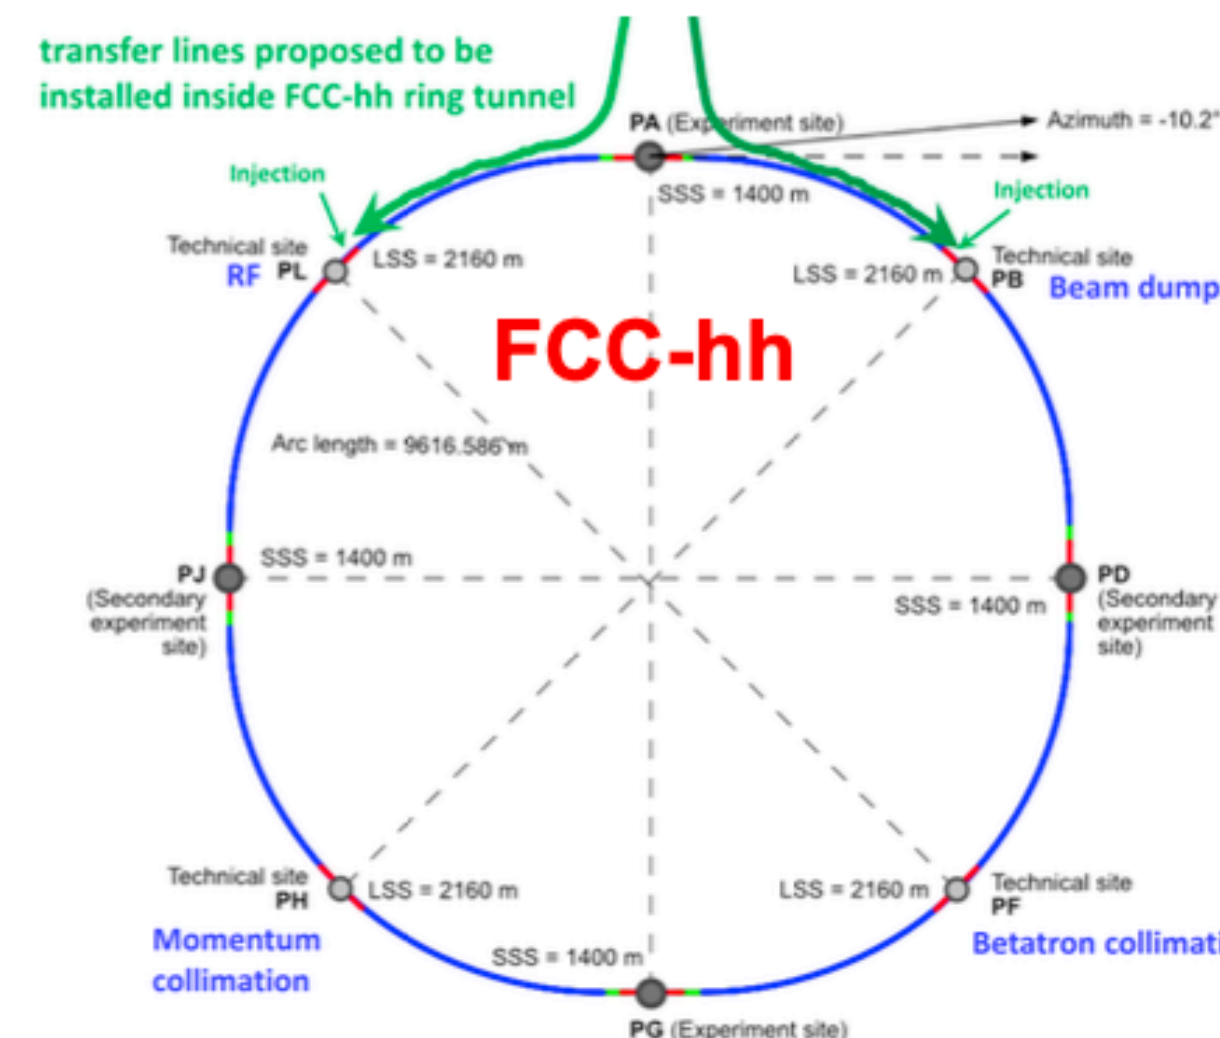 transfer lines proposed to be
installed inside FCC-hh ring tunnel
PA (Experiment site)
Azimuth = -10.2°
Injection
SSS = 1400 m
Injection
Technical site
RF PL
LSS = 2160 m
LSS = 2160 m
Technical site
PB
Beam dump
FCC-hh
Arc length = 9616.586 m
SSS = 1400 m
PJ
(Secondary
experiment
site)
SSS = 1400 m
PD
(Secondary
experiment
site)
Technical site
PH
LSS = 2160 m
Momentum
collimation
LSS = 2160 m
Technical site
PF
Betatron collimati
SSS = 1400 m
PG (Experiment site)